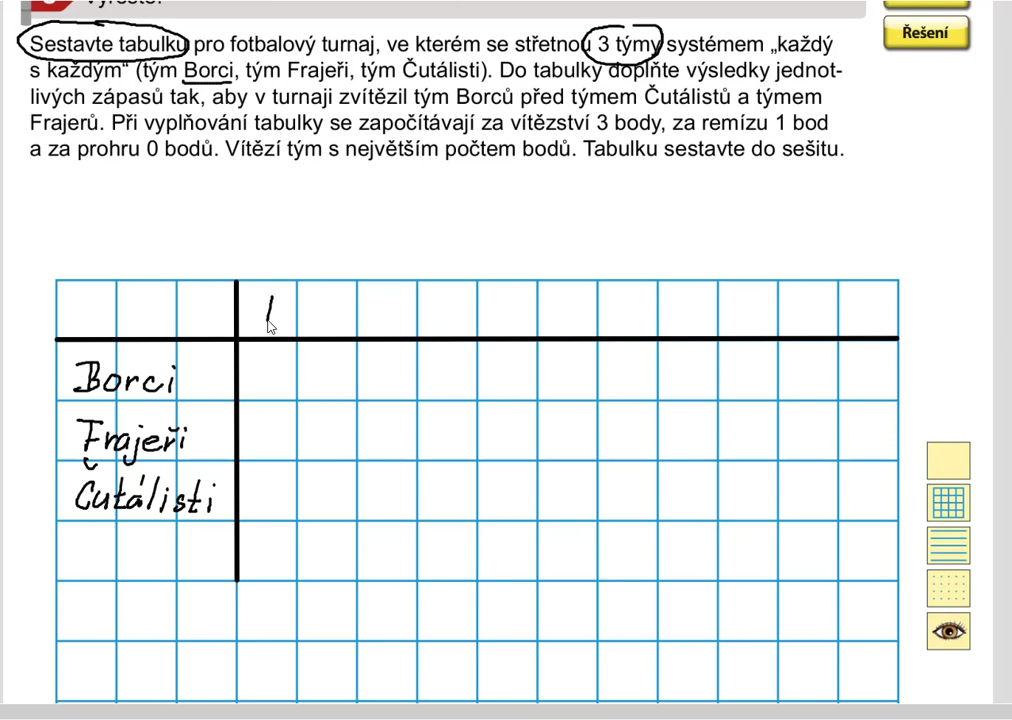 Sestavte tabulku pro fotbalový turnaj, ve kterém se střetnou 3 týmy systémem „každý
s každým“ (tým Borci, tým Frajeři, tým Čutálisti). Do tabulky doplňte výsledky jednot-
livých zápasů tak, aby v turnaji zvítězil tým Borců před týmem Čutálistů a týmem
Frajerů. Při vyplňování tabulky se započítávají za vítězství 3 body, za remízu 1 bod
a za prohru 0 bodů. Vítězí tým s největším počtem bodů. Tabulku sestavte do sešitu.
Řešení
Borci
Frajeři
Čutálisti